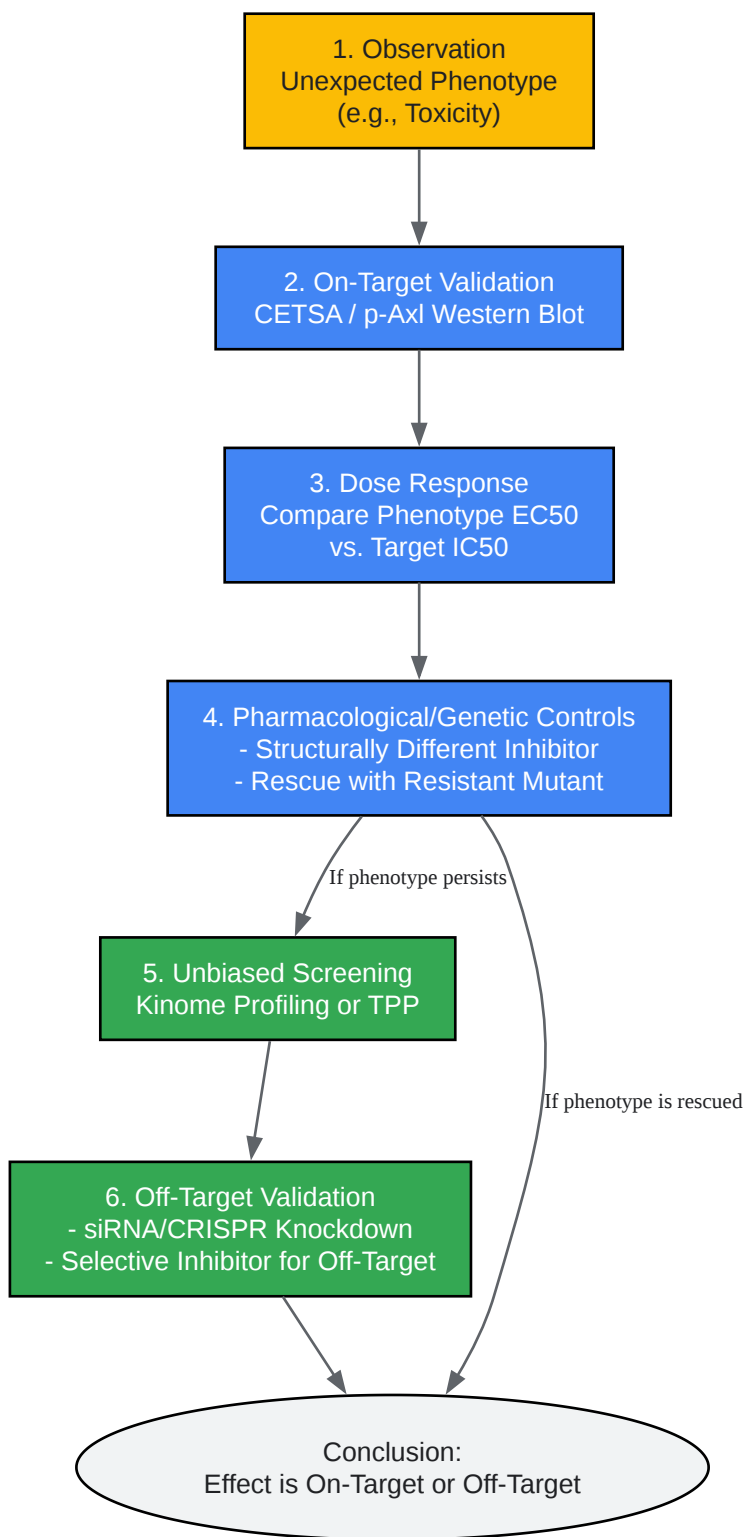 1. Observation
Unexpected Phenotype
(e.g., Toxicity)
2. On-Target Validation
CETSA / p-Axl Western Blot
3. Dose Response
Compare Phenotype EC50
vs. Target IC50
4. Pharmacological/Genetic Controls
- Structurally Different Inhibitor
- Rescue with Resistant Mutant
If phenotype persists
5. Unbiased Screening
Kinome Profiling or TPP
If phenotype is rescued
6. Off-Target Validation
- siRNA/CRISPR Knockdown
- Selective Inhibitor for Off-Target
Conclusion:
Effect is On-Target or Off-Target